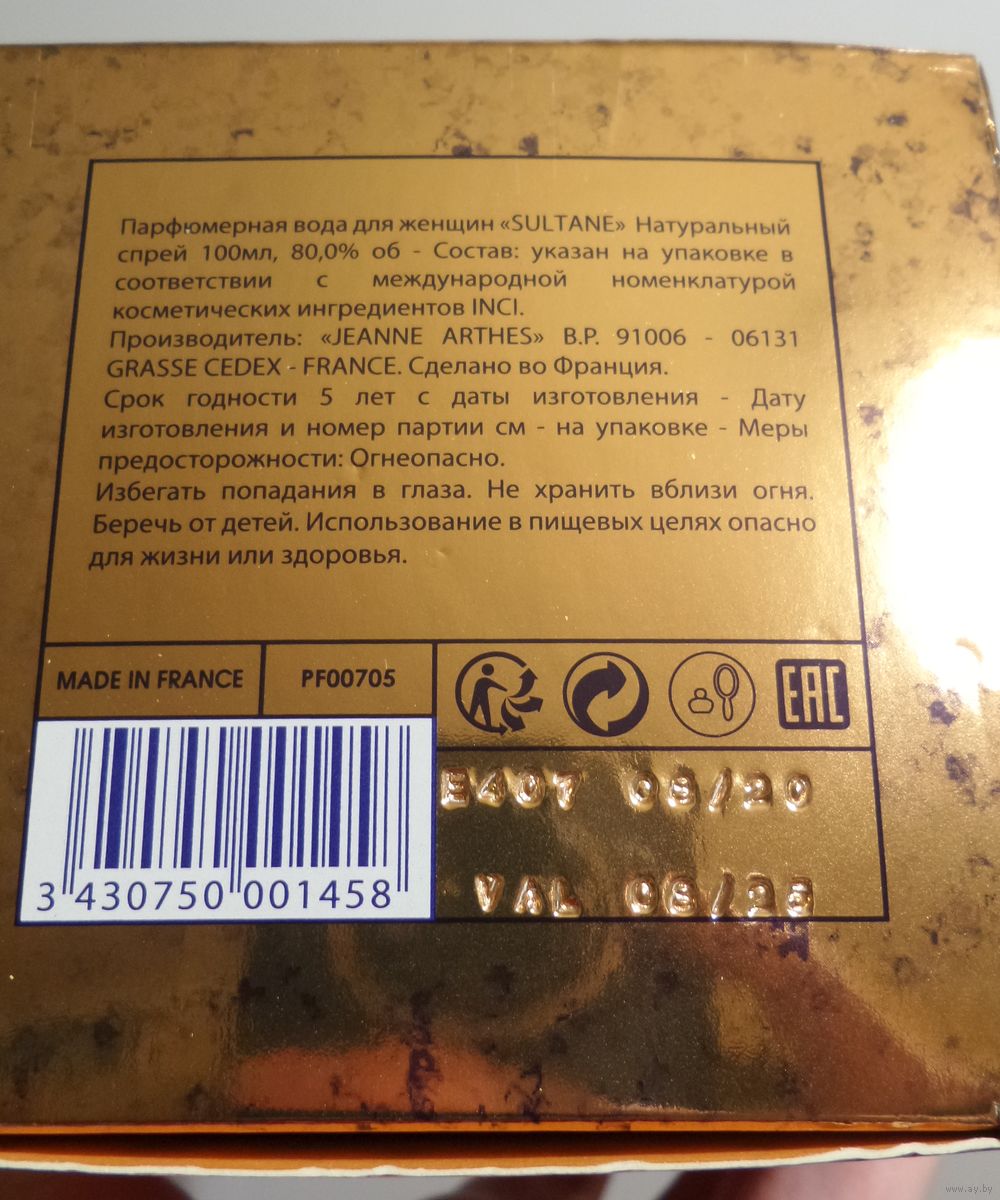 Парфюмерная вода для женщин «SULTANE» Натуральный
спрей 100мл, 80,0% об - Состав: указан на упаковке в
соответствии с международной номенклатурой
косметических ингредиентов INCI.
Производитель: «JEANNE ARTHES» B.P. 91006 - 06131
GRASSE CEDEX - FRANCE. Сделано во Франция.
Срок годности 5 лет с даты изготовления - Дату
изготовления и номер партии см - на упаковке - Меры
предосторожности: Огнеопасно.
Избегать попадания в глаза. Не хранить вблизи огня.
Беречь от детей. Использование в пищевых целях опасно
для жизни или здоровья.
MADE IN FRANCE PF00705 EAC
E407 08/20
VAL 08/25
3 430750 001458
www.ay.by